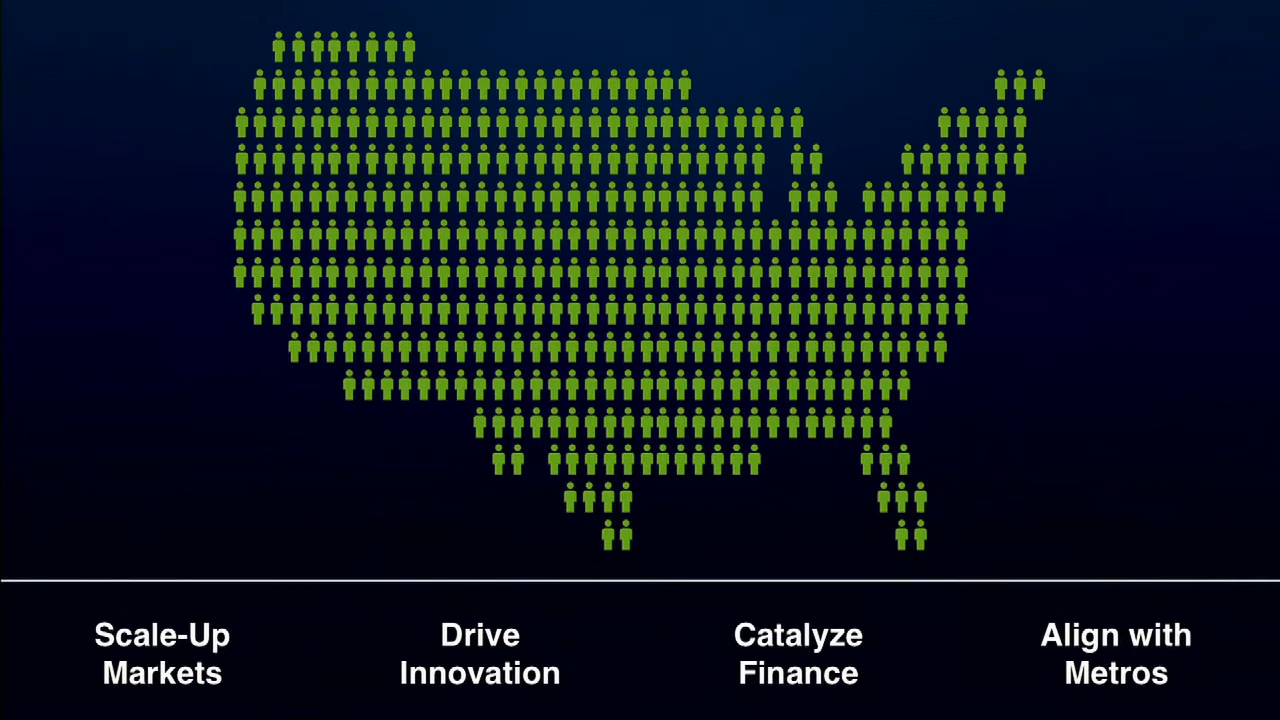 Scale-Up
Markets
Drive
Innovation
Catalyze
Finance
Align with
Metros